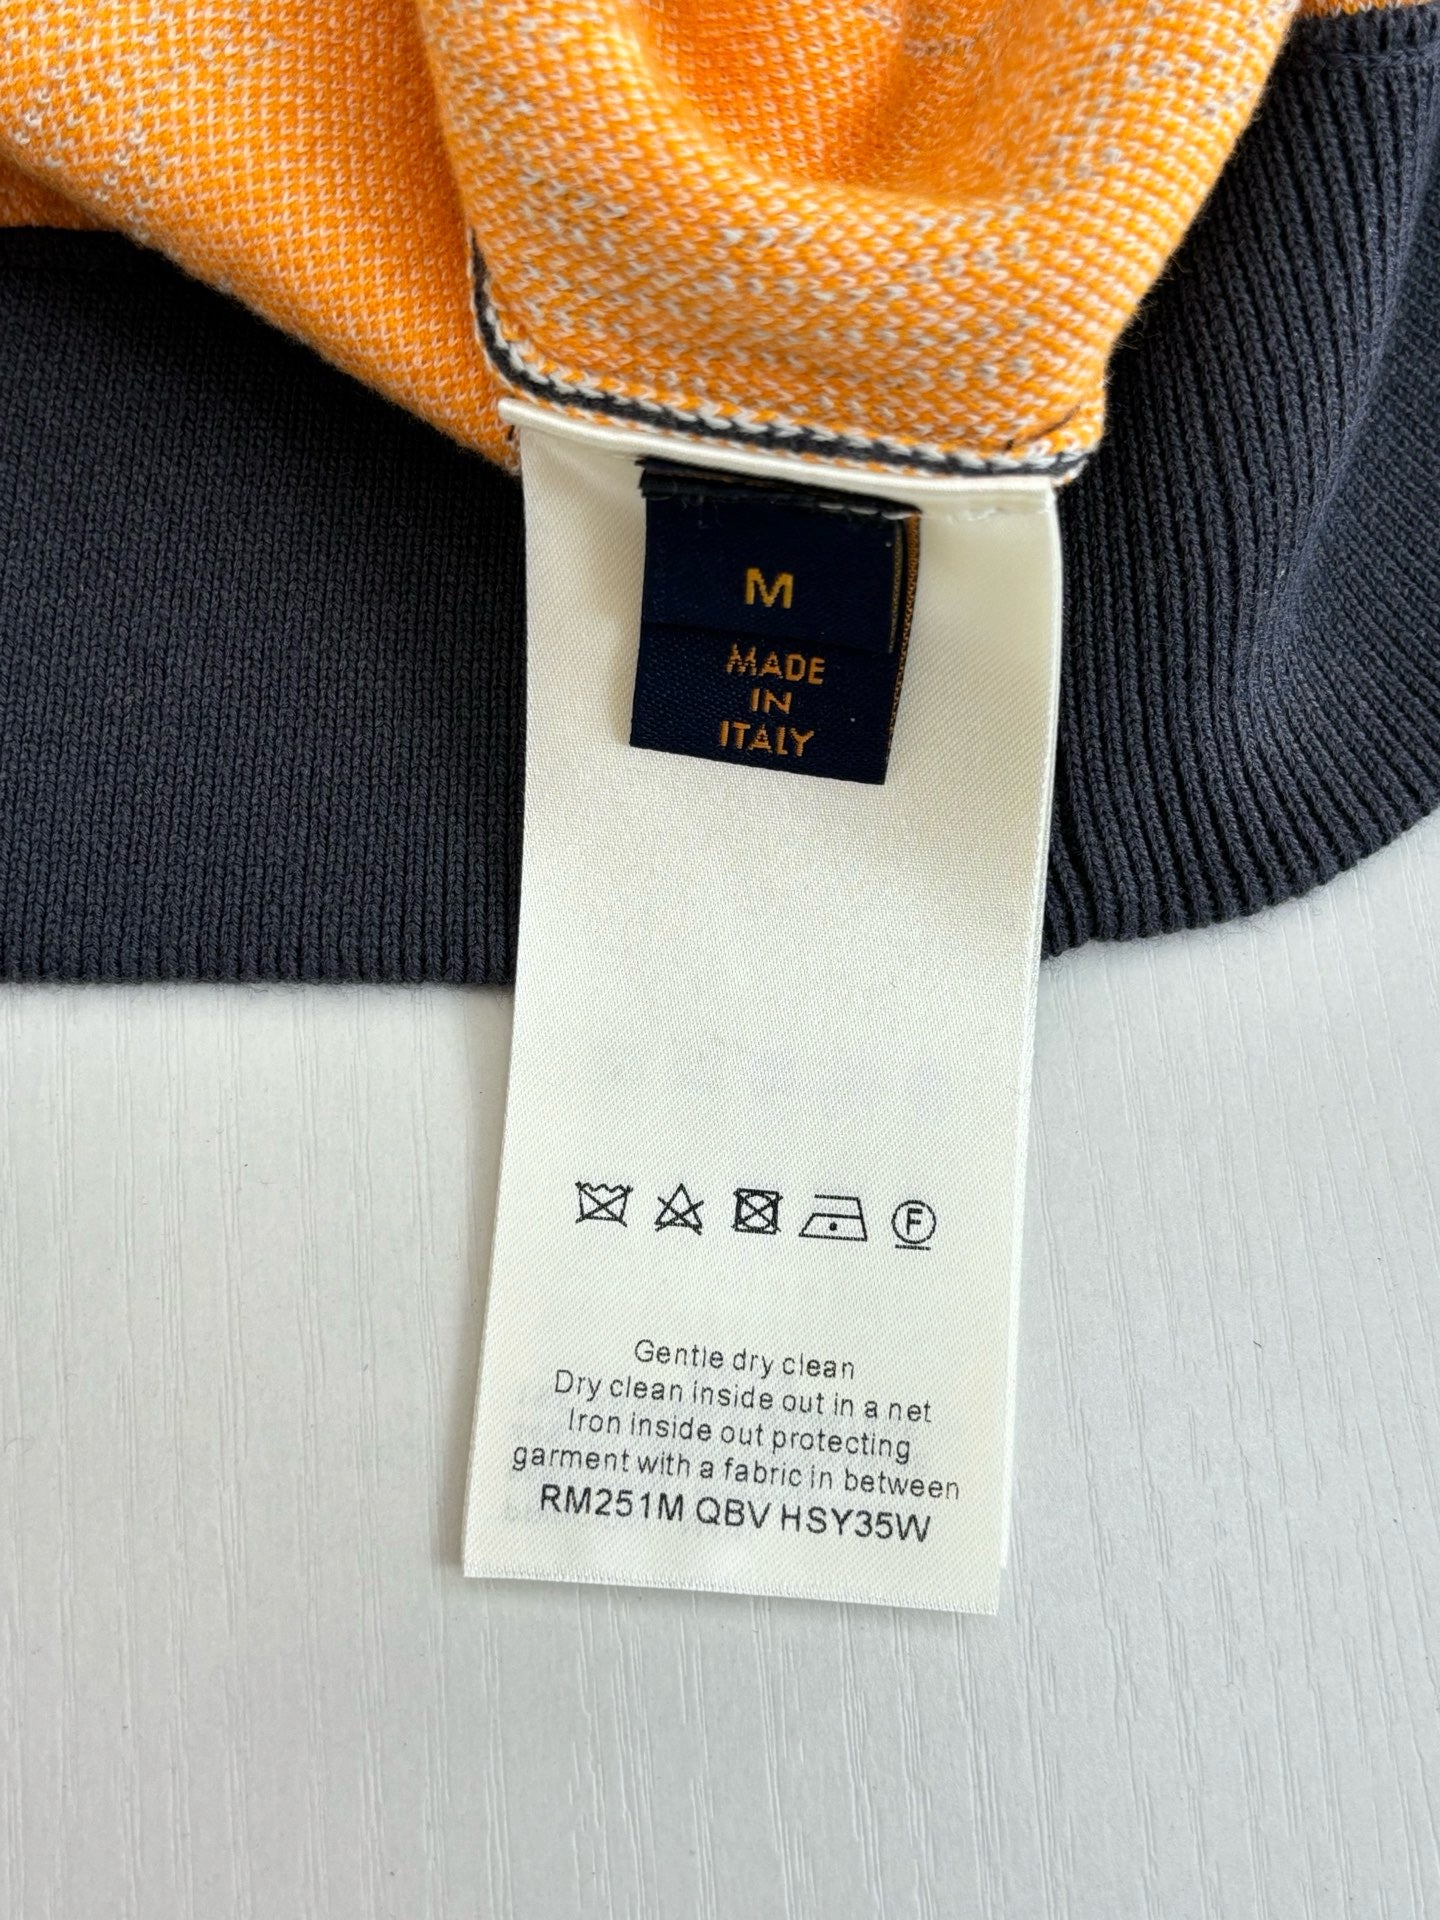 M
MADE
IN
ITALY
F
Gentle dry clean
Dry clean inside out in a net
Iron inside out protecting
garment with a fabric in between
RM251M QBV HSY35W